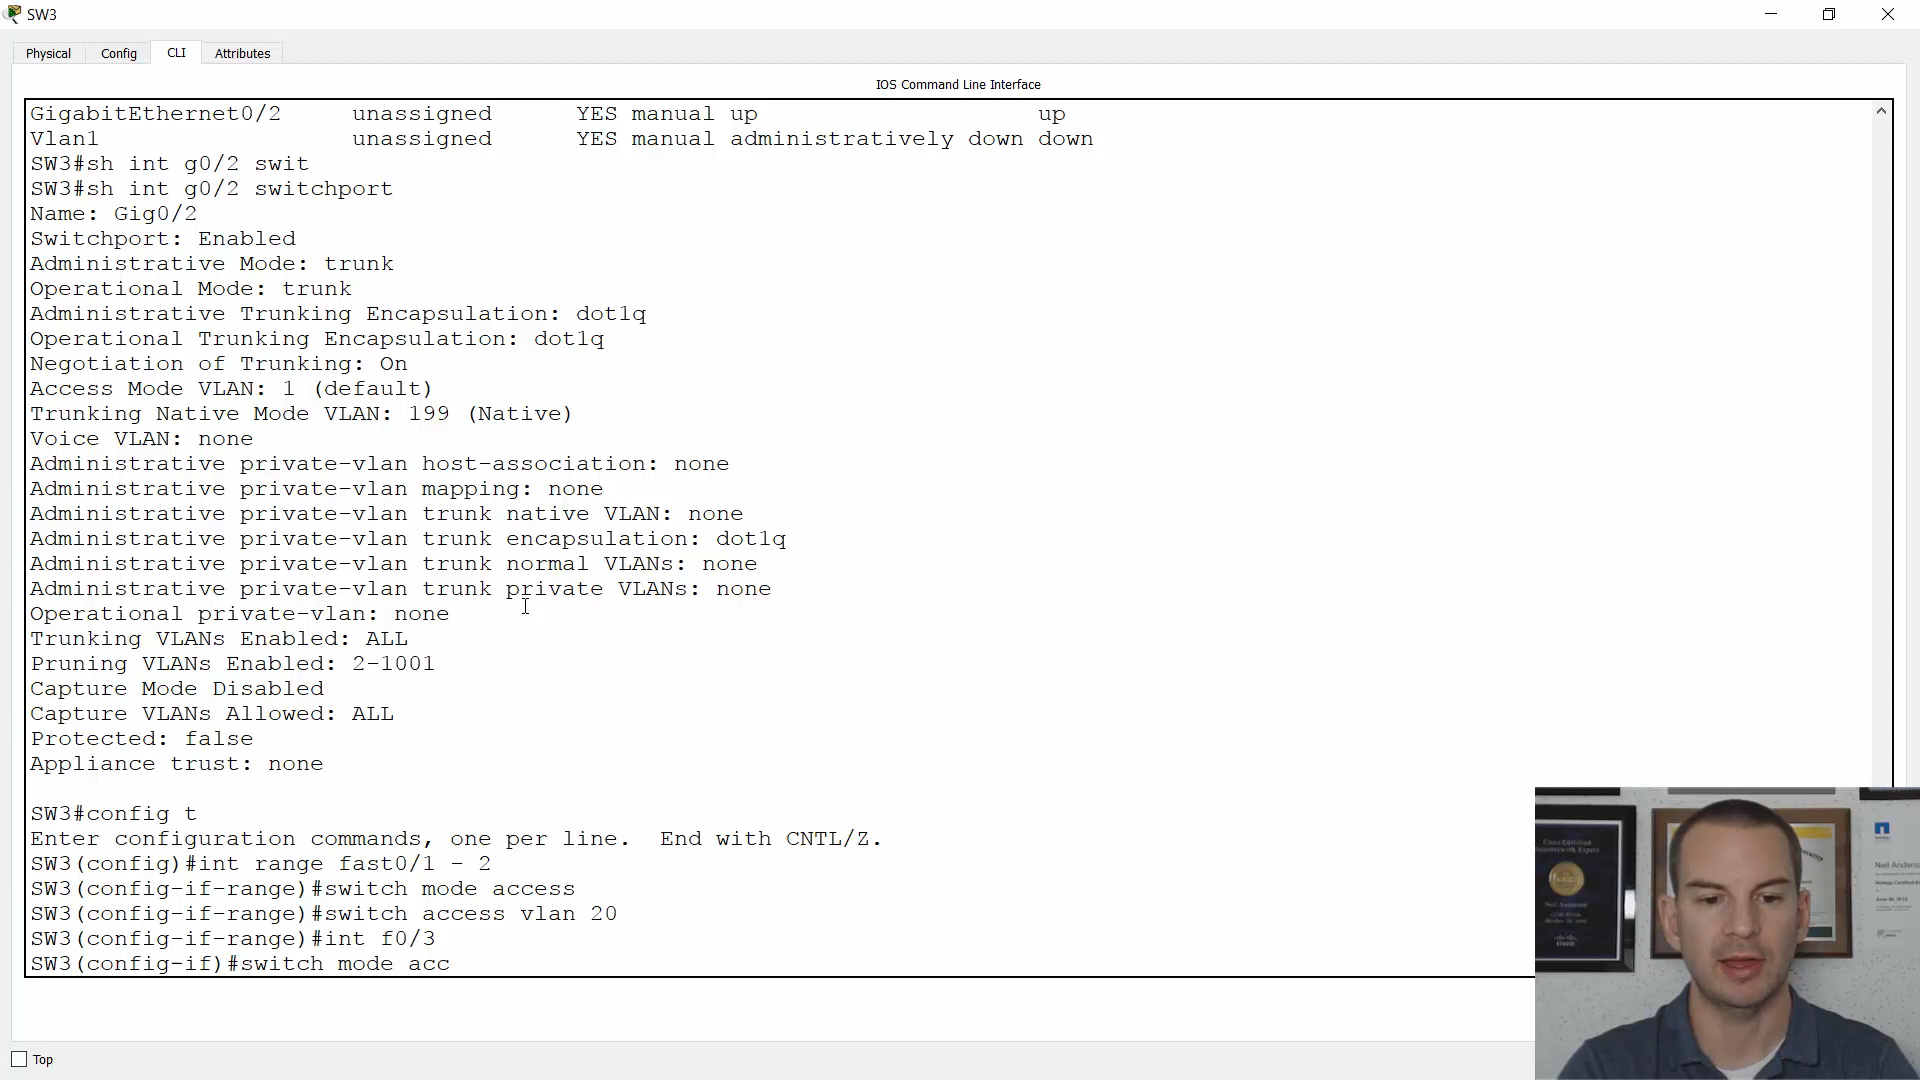 SW3
Physical
Config
CLI
Attributes
IOS Command Line Interface
GigabitEthernet0/2 unassigned YES manual up up
Vlan1 unassigned YES manual administratively down down
SW3#sh int g0/2 swit
SW3#sh int g0/2 switchport
Name: Gig0/2
Switchport: Enabled
Administrative Mode: trunk
Operational Mode: trunk
Administrative Trunking Encapsulation: dot1q
Operational Trunking Encapsulation: dot1q
Negotiation of Trunking: On
Access Mode VLAN: 1 (default)
Trunking Native Mode VLAN: 199 (Native)
Voice VLAN: none
Administrative private-vlan host-association: none
Administrative private-vlan mapping: none
Administrative private-vlan trunk native VLAN: none
Administrative private-vlan trunk encapsulation: dot1q
Administrative private-vlan trunk normal VLANs: none
Administrative private-vlan trunk private VLANs: none
Operational private-vlan: none
Trunking VLANs Enabled: ALL
Pruning VLANs Enabled: 2-1001
Capture Mode Disabled
Capture VLANs Allowed: ALL
Protected: false
Appliance trust: none
SW3#config t
Enter configuration commands, one per line. End with CNTL/Z.
SW3(config)#int range fast0/1 - 2
SW3(config-if-range)#switch mode access
SW3(config-if-range)#switch access vlan 20
SW3(config-if-range)#int f0/3
SW3(config-if)#switch mode acc
Top
Cisco Certified
Internetwork Expert
Neil Anderson
CISCO
Neil Anders